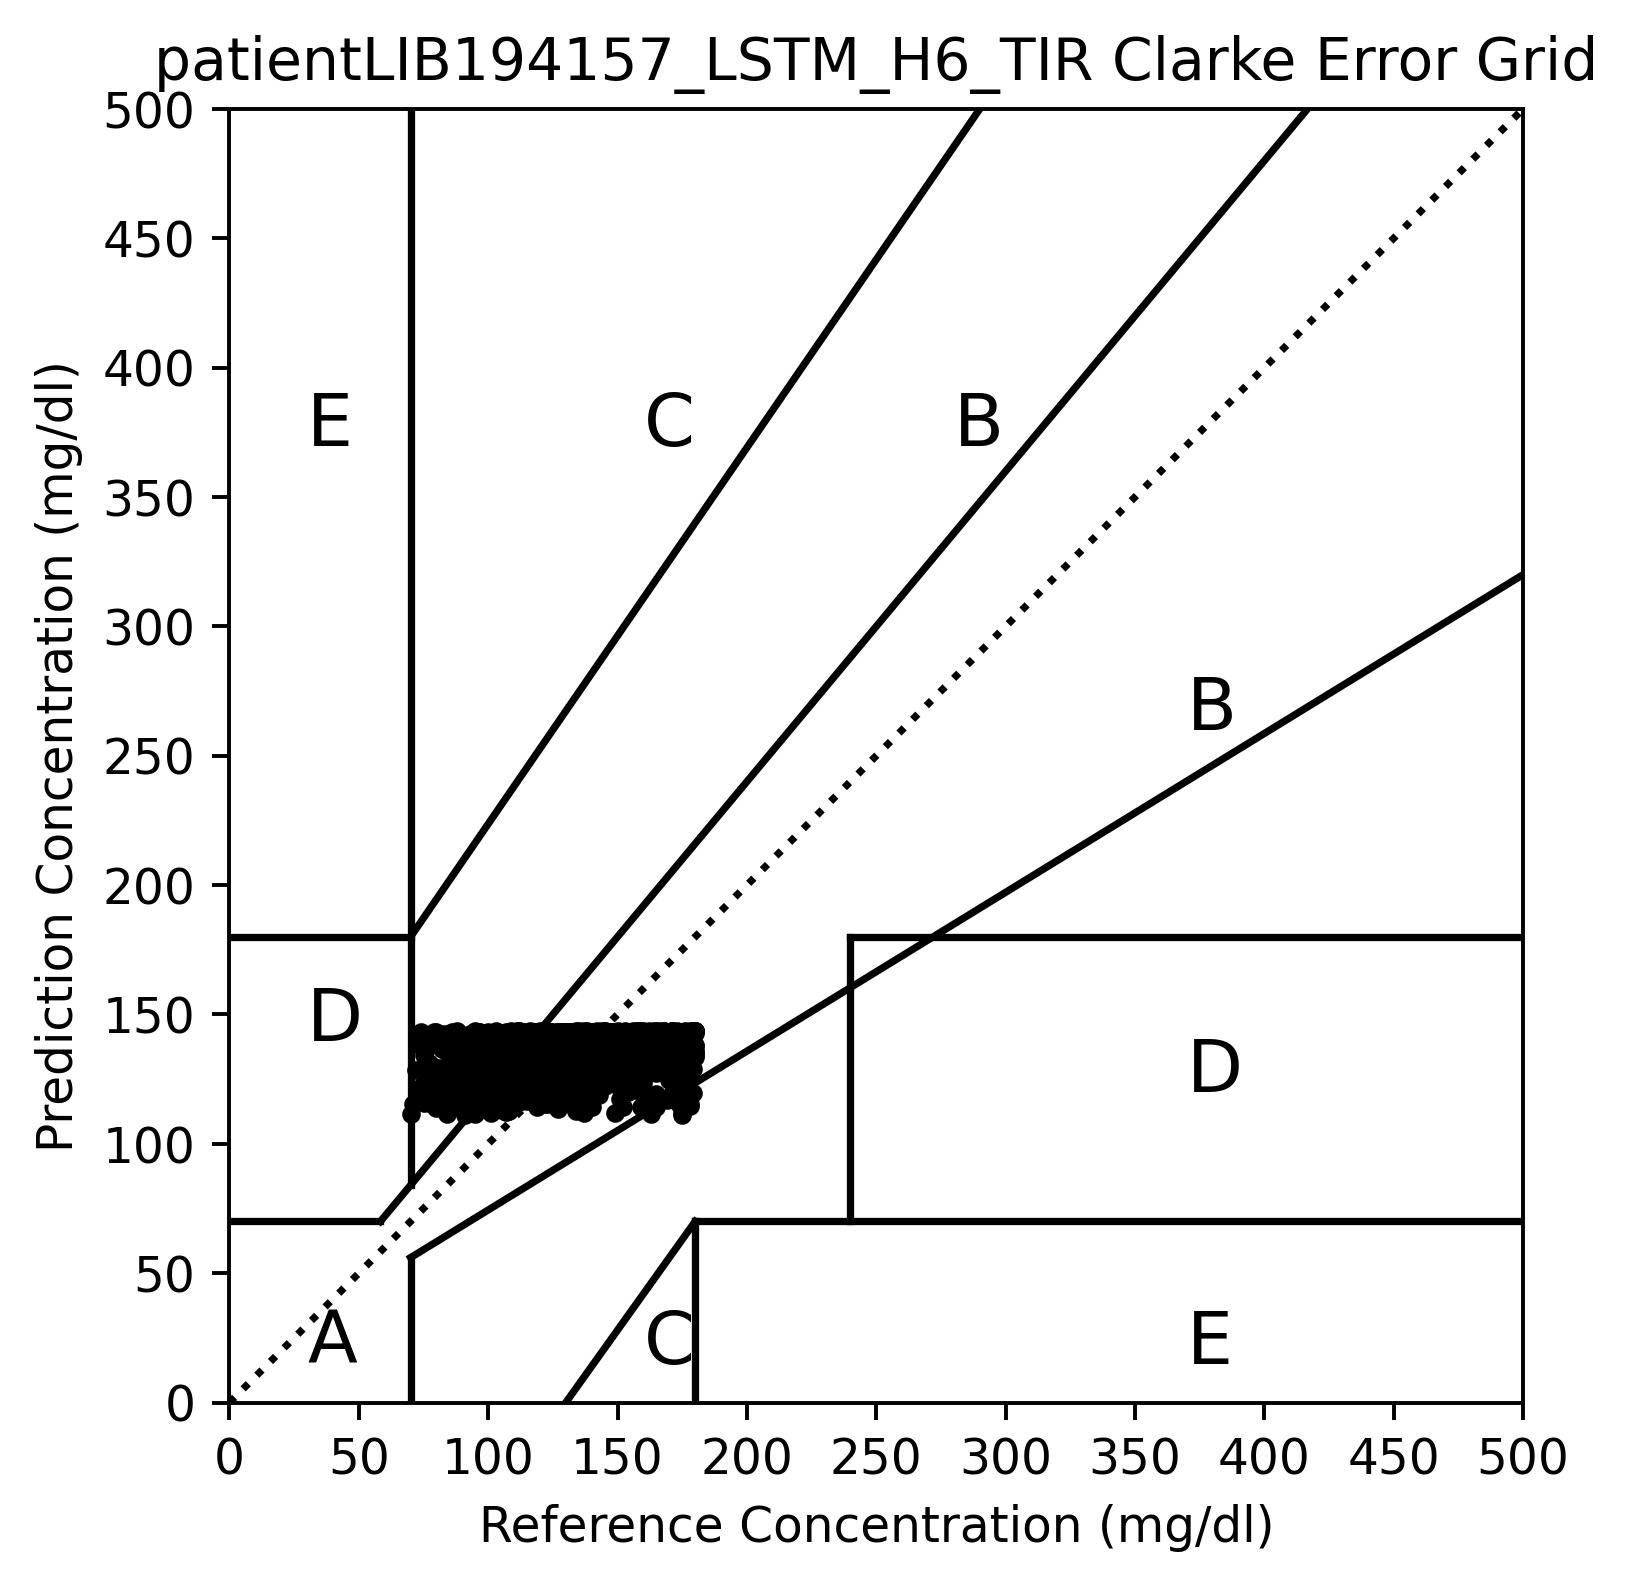 patientLIB194157_LSTM_H6_TIR Clarke Error Grid
500
450
400
350
300
250
200
150
100
50
0
Prediction Concentration (mg/dl)
E
C
B
B
D
D
A
C
E
0 50 100 150 200 250 300 350 400 450 500
Reference Concentration (mg/dl)